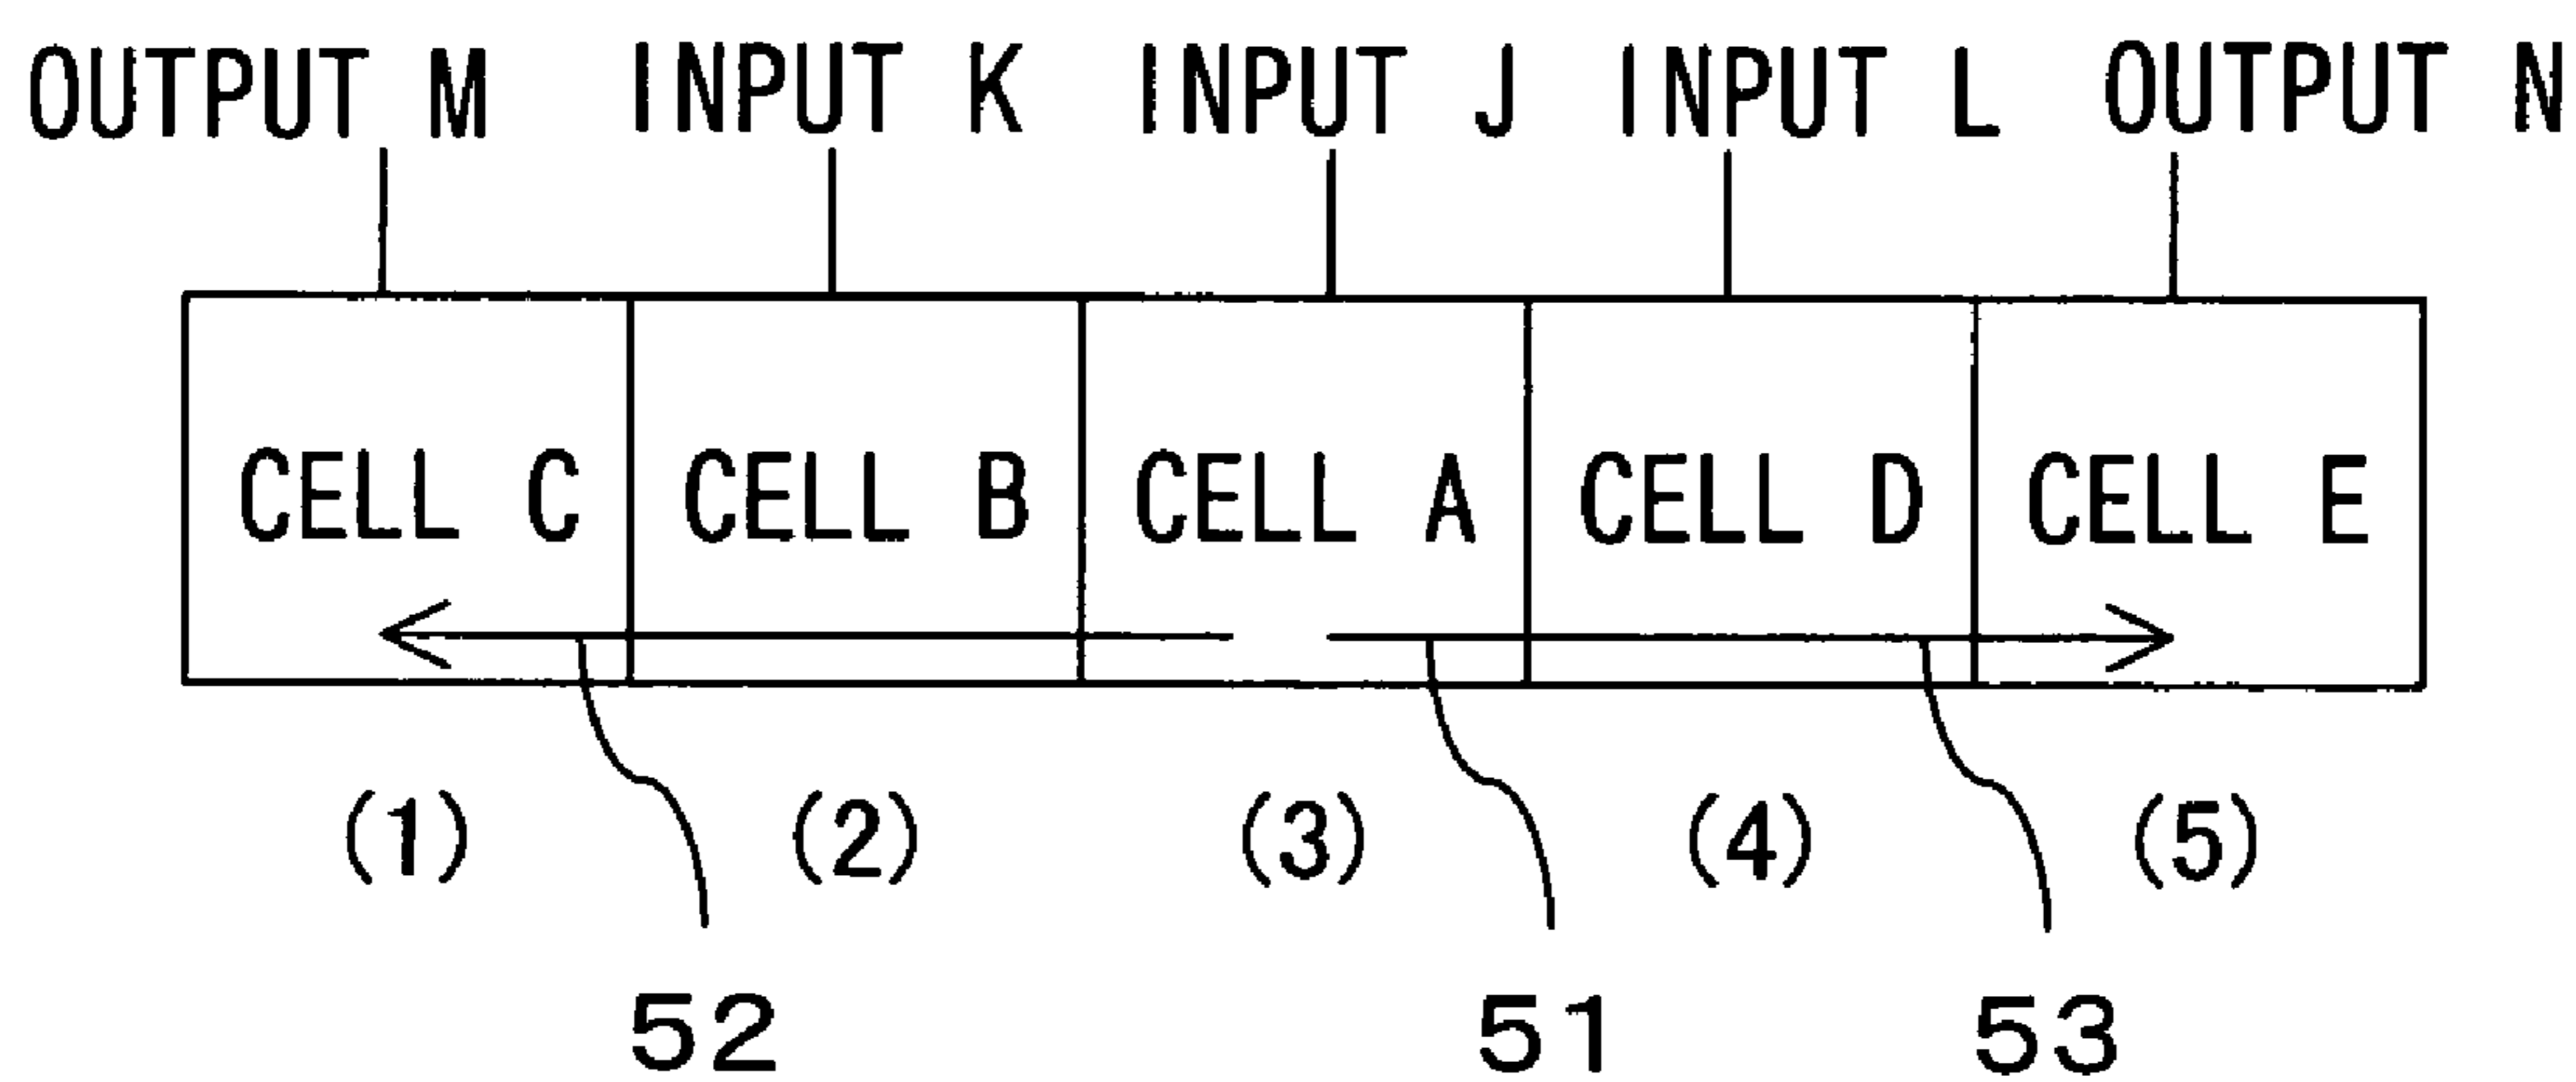 OUTPUT M INPUT K INPUT J INPUT L OUTPUT N
CELL C CELL B CELL A CELL D CELL E
(1) (2) (3) (4) (5)
52 51 53